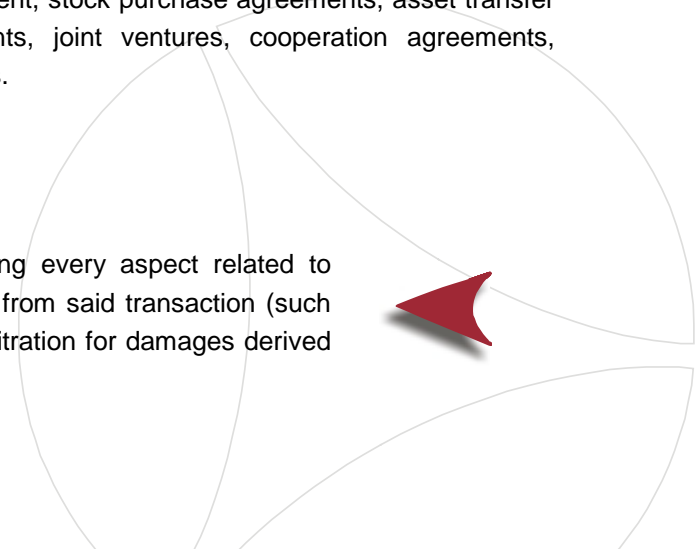 ent, stock purchase agreements, asset transfer
nts, joint ventures, cooperation agreements,
ng every aspect related to
from said transaction (such
itration for damages derived